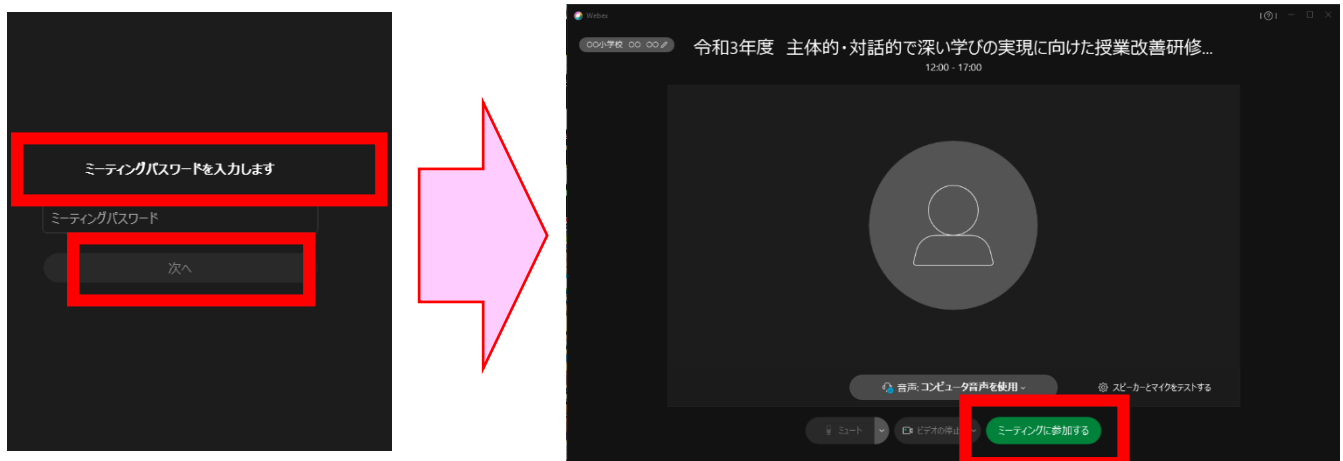 ミーティングパスワードを入力します
ミーティングパスワード
次へ
Webex
○○小学校 ○○ ○○
令和3年度 主体的・対話的で深い学びの実現に向けた授業改善研修...
12:00 - 17:00
音声: コンピュータ音声を使用
スピーカーとマイクをテストする
ミュート
ビデオの停止
ミーティングに参加する